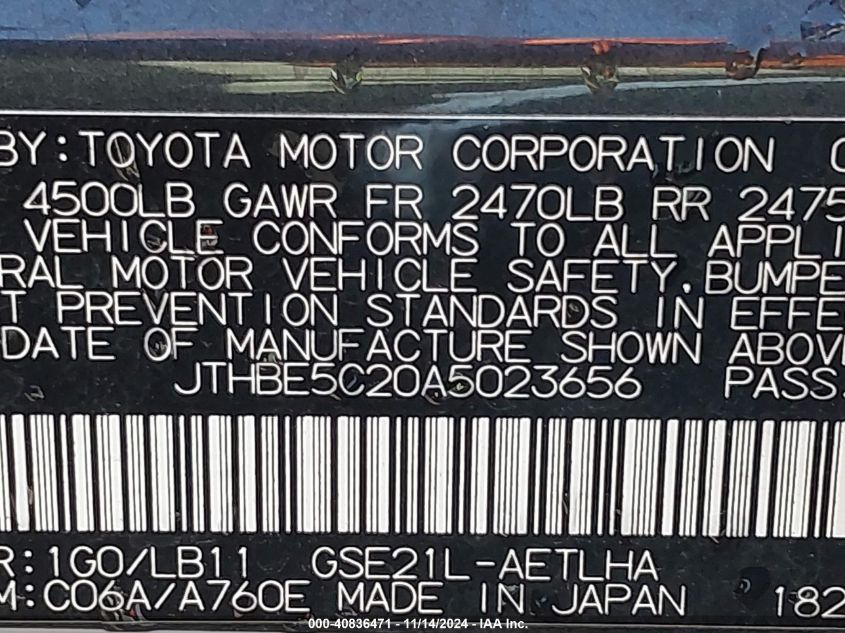 BY:TOYOTA MOTOR CORPORATION
4500LB GAWR FR 2470LB RR 2475
VEHICLE CONFORMS TO ALL APPLI
RAL MOTOR VEHICLE SAFETY,BUMPE
T PREVENTION STANDARDS IN EFFE
DATE OF MANUFACTURE SHOWN ABOV
JTHBE5C20A5023656 PASS.
R:1G0/LB11 GSE21L-AETLHA
M:C06A/A760E MADE IN JAPAN 182
000-40836471 - 11/14/2024 - IAA Inc.